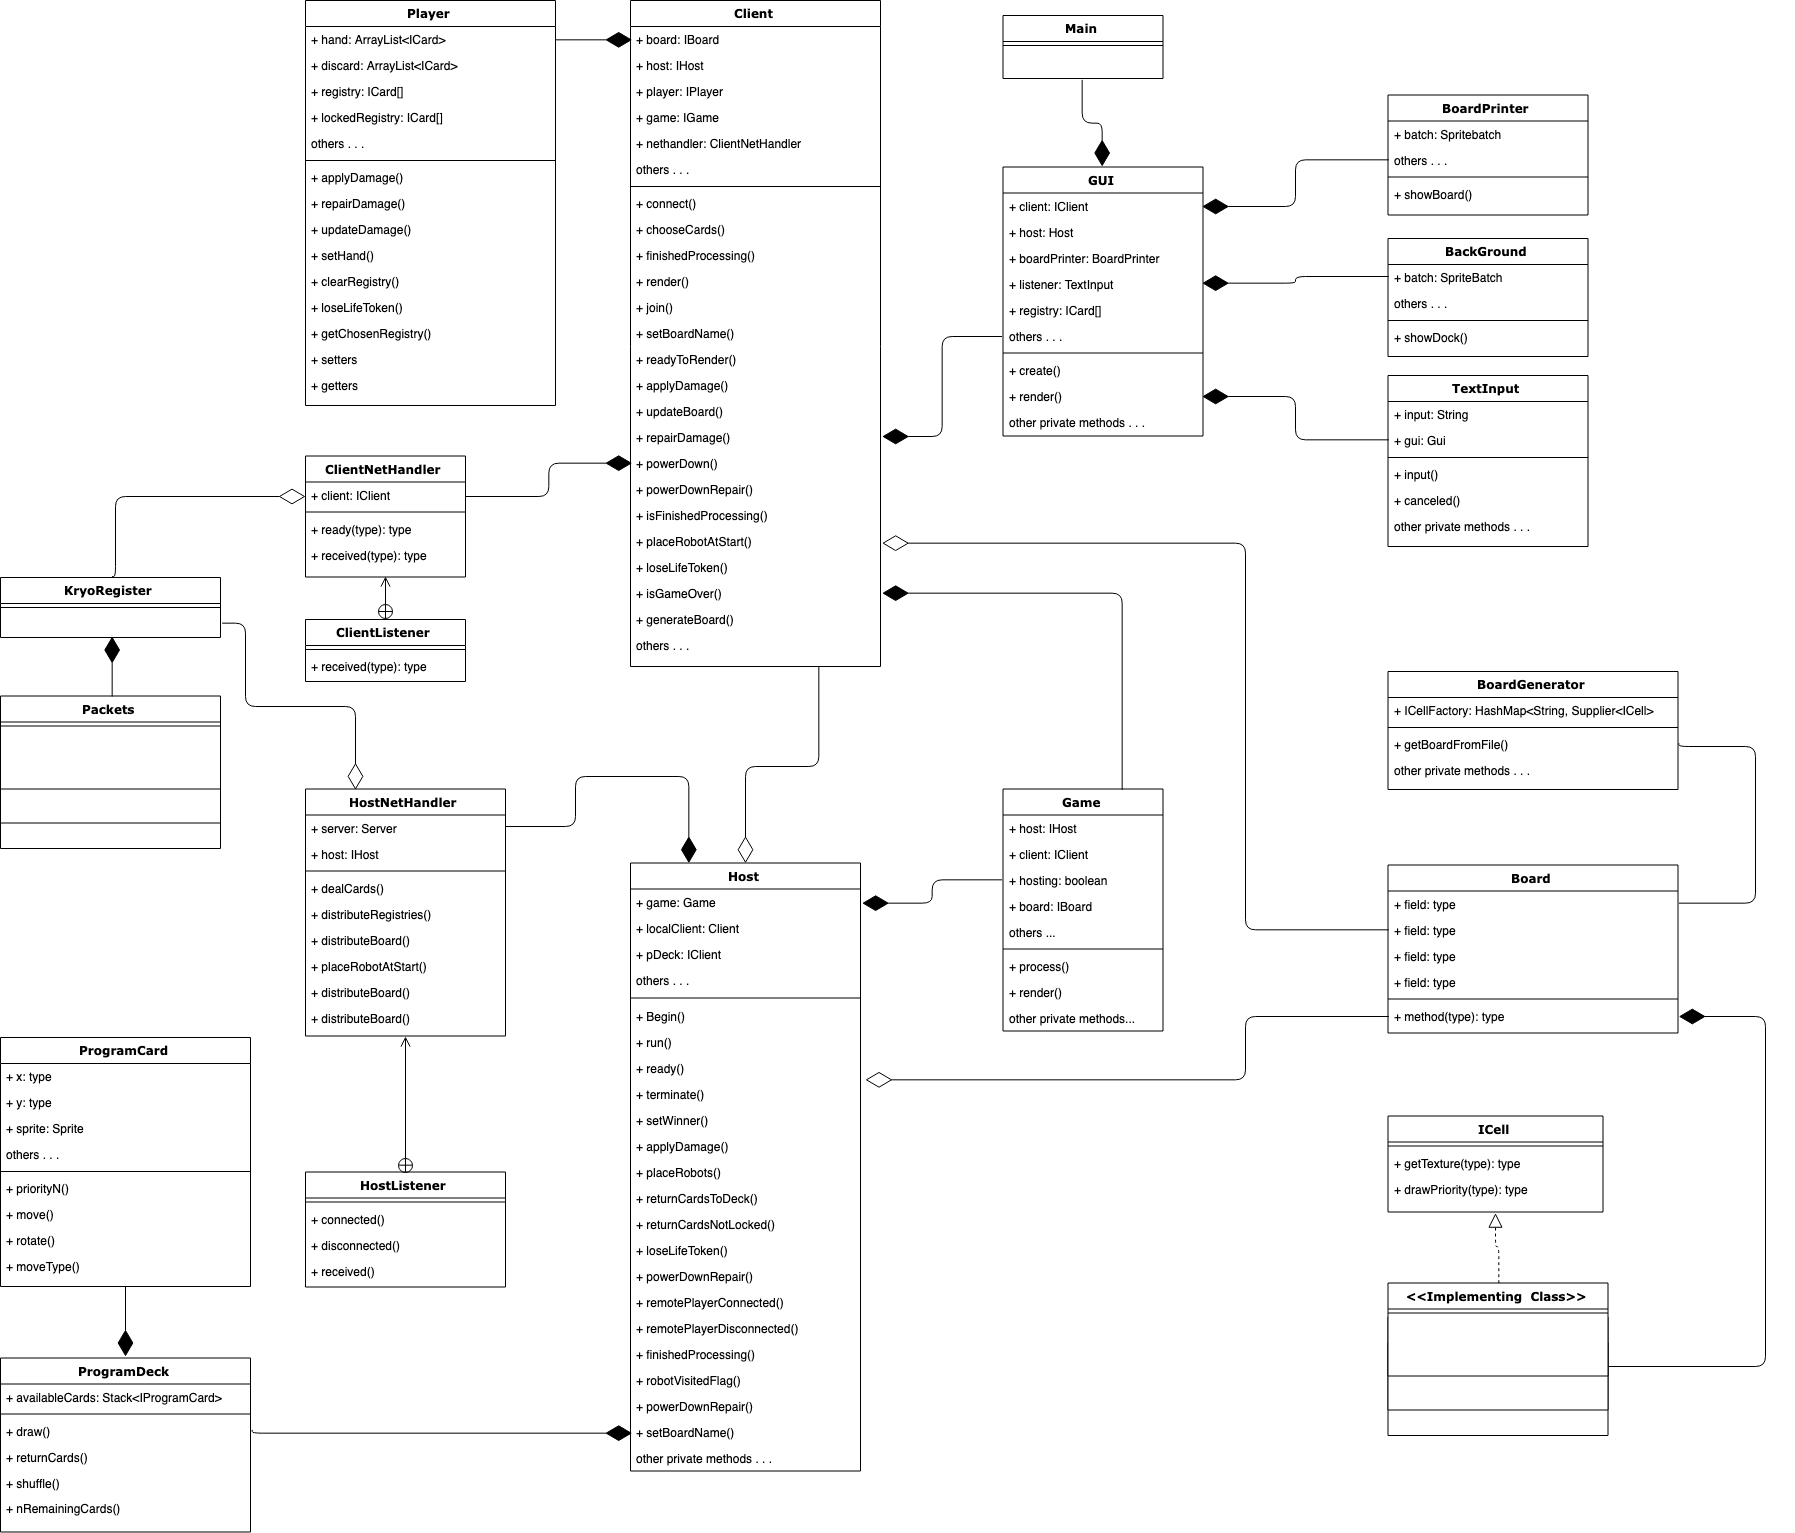 Player
+ hand: ArrayList<ICard>
+ discard: ArrayList<ICard>
+ registry: ICard[]
+ lockedRegistry: ICard[]
others . . .
+ applyDamage()
+ repairDamage()
+ updateDamage()
+ setHand()
+ clearRegistry()
+ loseLifeToken()
+ getChosenRegistry()
+ setters
+ getters
Client
+ board: IBoard
+ host: IHost
+ player: IPlayer
+ game: IGame
+ nethandler: ClientNetHandler
others . . .
+ connect()
+ chooseCards()
+ finishedProcessing()
+ render()
+ join()
+ setBoardName()
+ readyToRender()
+ applyDamage()
+ updateBoard()
+ repairDamage()
+ powerDown()
+ powerDownRepair()
+ isFinishedProcessing()
+ placeRobotAtStart()
+ loseLifeToken()
+ isGameOver()
+ generateBoard()
others . . .
Main
GUI
+ client: IClient
+ host: Host
+ boardPrinter: BoardPrinter
+ listener: TextInput
+ registry: ICard[]
others . . .
+ create()
+ render()
other private methods . . .
BoardPrinter
+ batch: Spritebatch
others . . .
+ showBoard()
BackGround
+ batch: SpriteBatch
others . . .
+ showDock()
TextInput
+ input: String
+ gui: Gui
+ input()
+ canceled()
other private methods . . .
ClientNetHandler
+ client: IClient
+ ready(type): type
+ received(type): type
ClientListener
+ received(type): type
KryoRegister
Packets
HostNetHandler
+ server: Server
+ host: IHost
+ dealCards()
+ distributeRegistries()
+ distributeBoard()
+ placeRobotAtStart()
+ distributeBoard()
+ distributeBoard()
HostListener
+ connected()
+ disconnected()
+ received()
ProgramCard
+ x: type
+ y: type
+ sprite: Sprite
others . . .
+ priorityN()
+ move()
+ rotate()
+ moveType()
ProgramDeck
+ availableCards: Stack<IProgramCard>
+ draw()
+ returnCards()
+ shuffle()
+ nRemainingCards()
Host
+ game: Game
+ localClient: Client
+ pDeck: IClient
others . . .
+ Begin()
+ run()
+ ready()
+ terminate()
+ setWinner()
+ applyDamage()
+ placeRobots()
+ returnCardsToDeck()
+ returnCardsNotLocked()
+ loseLifeToken()
+ powerDownRepair()
+ remotePlayerConnected()
+ remotePlayerDisconnected()
+ finishedProcessing()
+ robotVisitedFlag()
+ powerDownRepair()
+ setBoardName()
other private methods . . .
Game
+ host: IHost
+ client: IClient
+ hosting: boolean
+ board: IBoard
others ...
+ process()
+ render()
other private methods...
BoardGenerator
+ ICellFactory: HashMap<String, Supplier<ICell>
+ getBoardFromFile()
other private methods . . .
Board
+ field: type
+ field: type
+ field: type
+ field: type
+ method(type): type
ICell
+ getTexture(type): type
+ drawPriority(type): type
<<Implementing Class>>